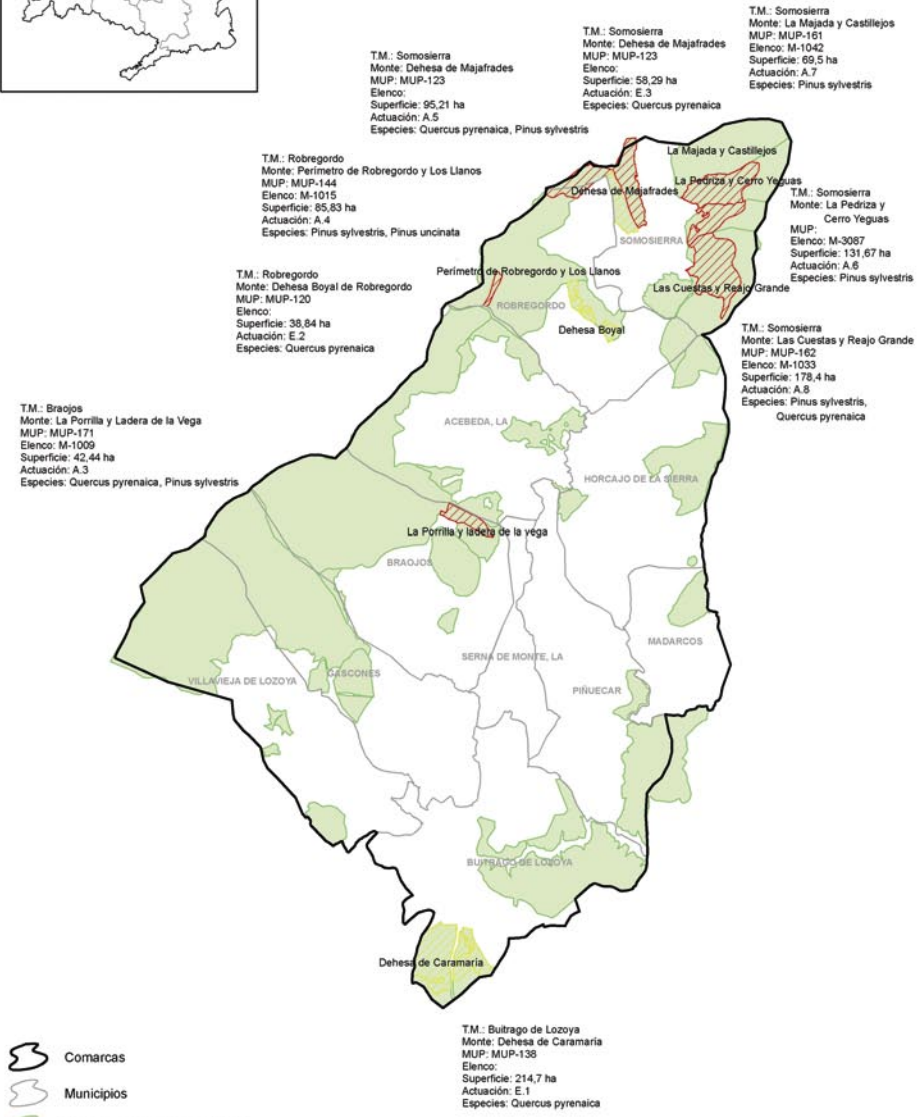 T.M.: Somosierra
Monte: La Majada y Castillejos
MUP: MUP-161
Elenco: M-1042
Superficie: 69,5 ha
Actuación: A.7
Especies: Pinus sylvestris
T.M.: Somosierra
Monte: Dehesa de Majafrades
MUP: MUP-123
Elenco:
Superficie: 58,29 ha
Actuación: E.3
Especies: Quercus pyrenaica
T.M.: Somosierra
Monte: Dehesa de Majafrades
MUP: MUP-123
Elenco:
Superficie: 95,21 ha
Actuación: A.5
Especies: Quercus pyrenaica, Pinus sylvestris
T.M.: Robregordo
Monte: Perímetro de Robregordo y Los Llanos
MUP: MUP-144
Elenco: M-1015
Superficie: 85,83 ha
Actuación: A.4
Especies: Pinus sylvestris, Pinus uncinata
La Majada y Castillejos
La Pedriza y Cerro Yeguas
Dehesa de Majafrades
T.M.: Somosierra
Monte: La Pedriza y
Cerro Yeguas
MUP:
Elenco: M-3087
Superficie: 131,67 ha
Actuación: A.6
Especies: Pinus sylvestris
SOMOSIERRA
T.M.: Robregordo
Monte: Dehesa Boyal de Robregordo
MUP: MUP-120
Elenco:
Superficie: 38,84 ha
Actuación: E.2
Especies: Quercus pyrenaica
Perímetro de Robregordo y Los Llanos
Las Cuestas y Reajo Grande
ROBREGORDO
Dehesa Boyal
T.M.: Somosierra
Monte: Las Cuestas y Reajo Grande
MUP: MUP-162
Elenco: M-1033
Superficie: 178,4 ha
Actuación: A.8
Especies: Pinus sylvestris,
Quercus pyrenaica
T.M.: Braojos
Monte: La Porrilla y Ladera de la Vega
MUP: MUP-171
Elenco: M-1009
Superficie: 42,44 ha
Actuación: A.3
Especies: Quercus pyrenaica, Pinus sylvestris
ACEBEDA, LA
HORCAJO DE LA SIERRA
La Porrilla y ladera de la vega
BRAOJOS
MADARCOS
SERNA DE MONTE, LA
GASCONES
VILLAVIEJA DE LOZOYA
PIÑUECAR
BUITRAGO DE LOZOYA
Dehesa de Caramaría
T.M.: Buitrago de Lozoya
Monte: Dehesa de Caramaría
MUP: MUP-138
Elenco:
Superficie: 214,7 ha
Actuación: E.1
Especies: Quercus pyrenaica
Comarcas
Municipios